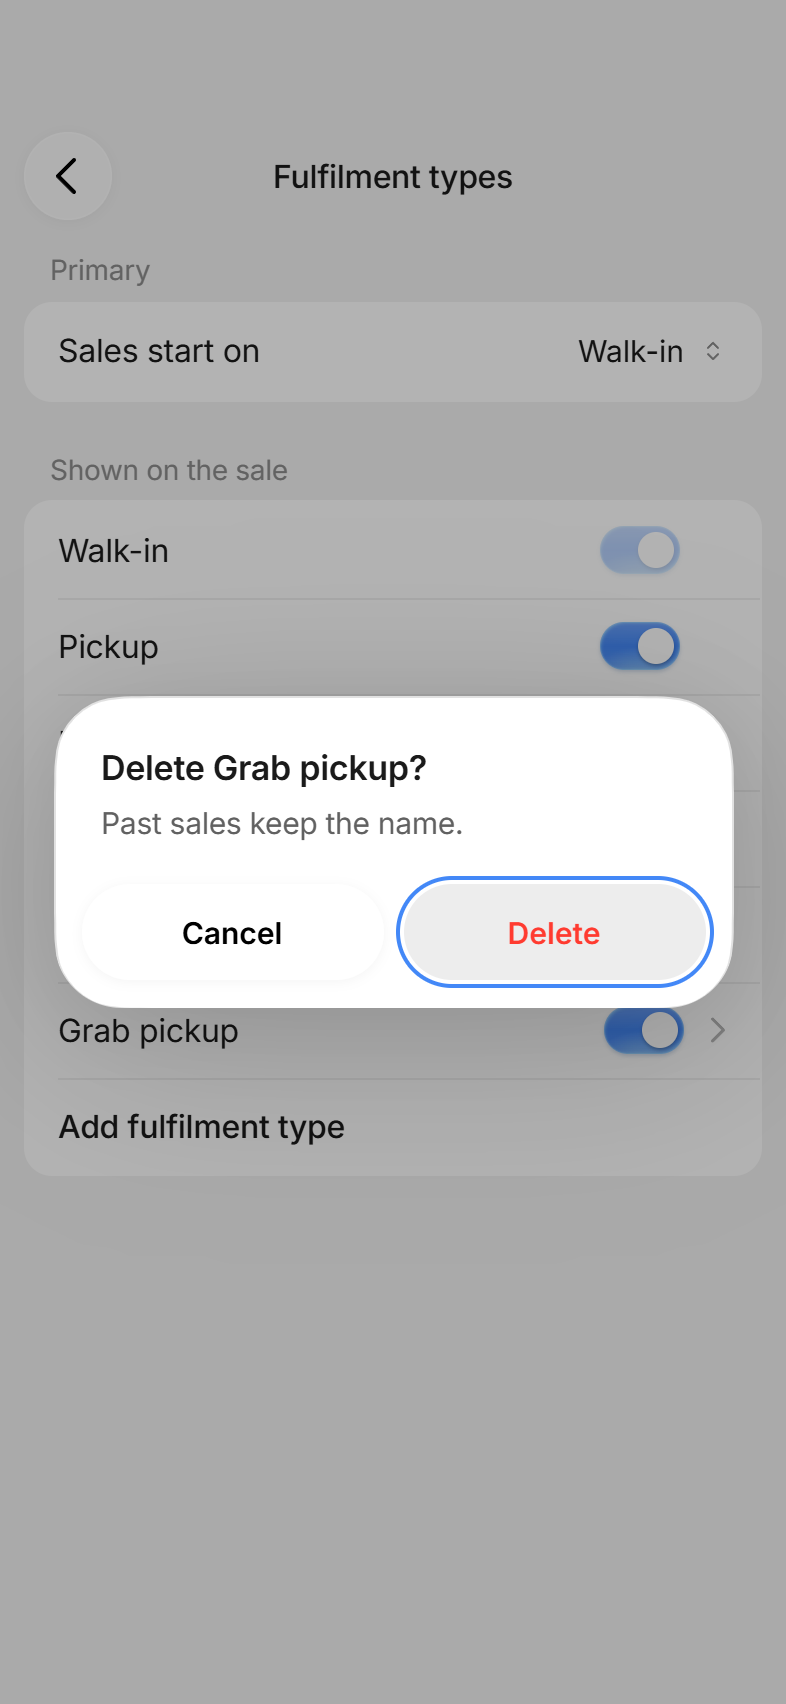 Fulfilment types
Primary
Sales start on
Walk-in
Shown on the sale
Walk-in
Pickup
Delete Grab pickup?
Past sales keep the name.
Cancel
Delete
Grab pickup
Add fulfilment type